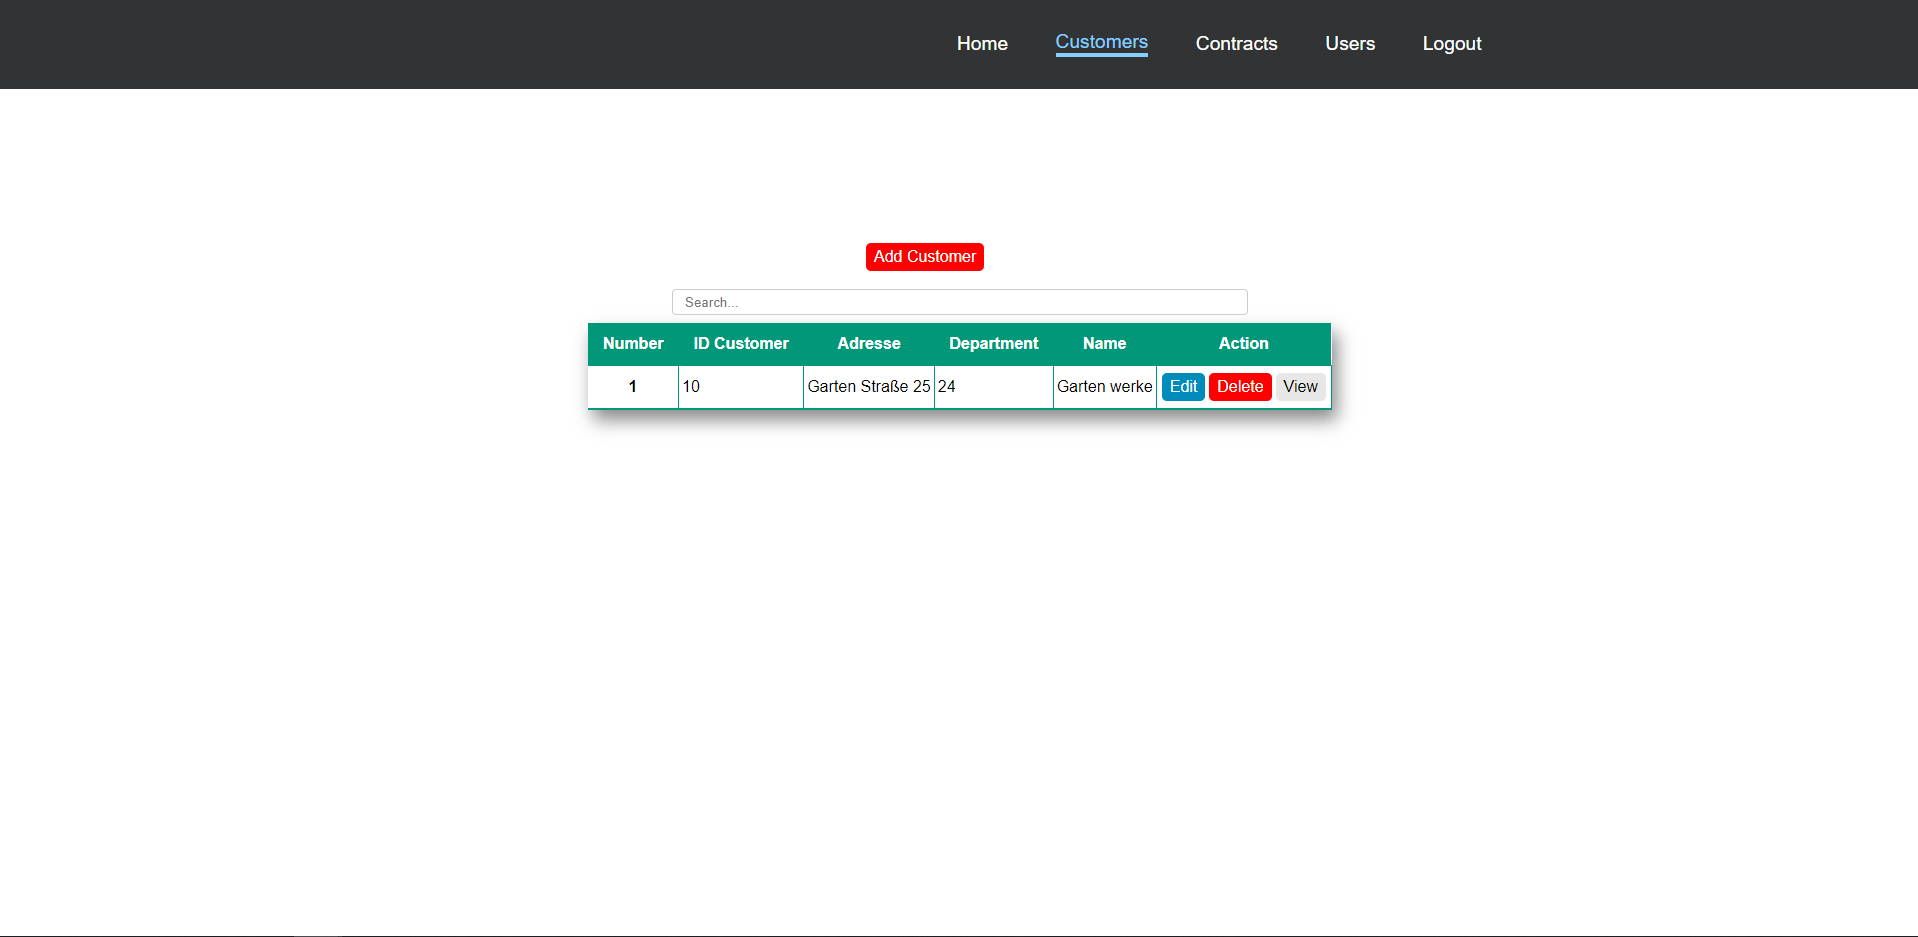 Home Customers Contracts Users Logout
Add Customer
Search...
Number ID Customer Adresse Department Name Action
1 10 Garten Straße 25 24 Garten werke Edit Delete View